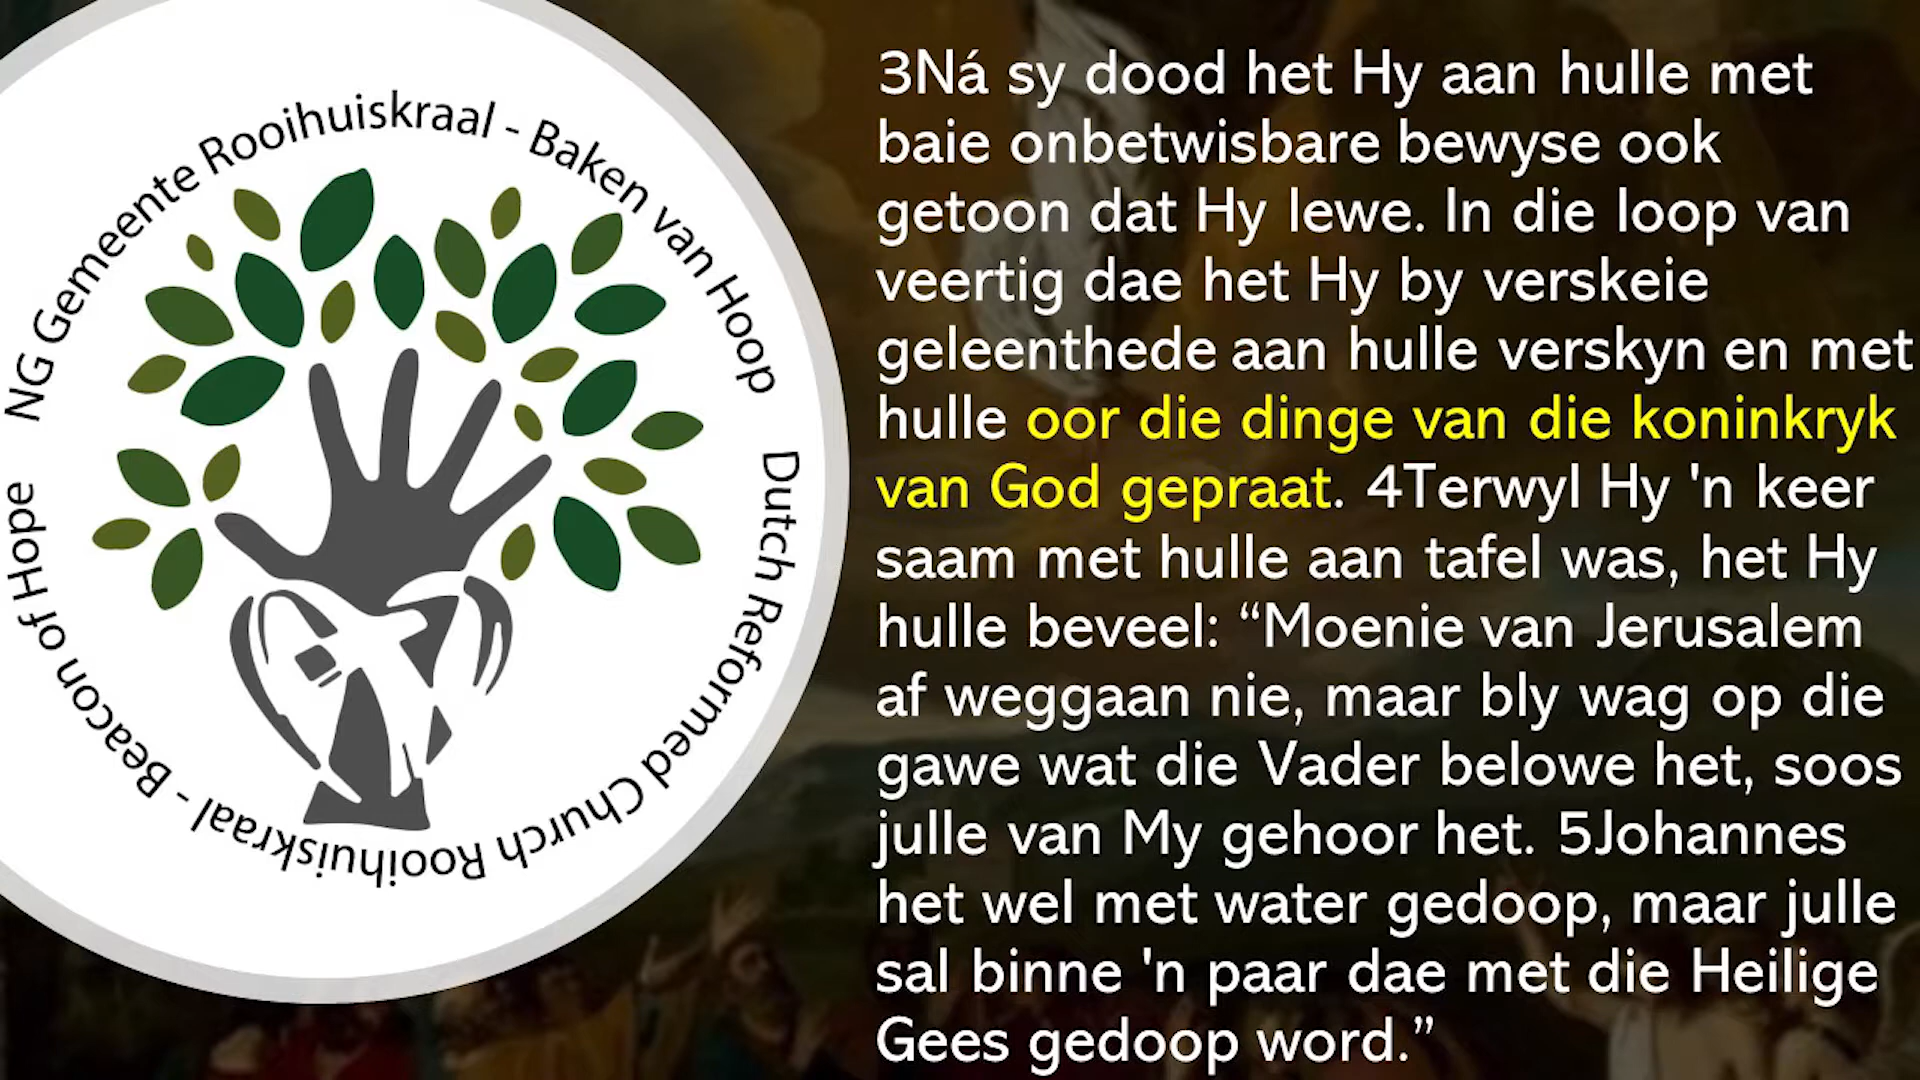 NG Gemeente Rooihuiskraal - Baken van Hoop
Dutch Reformed Church Rooihuiskraal - Beacon of Hope
3Ná sy dood het Hy aan hulle met
baie onbetwisbare bewyse ook
getoon dat Hy lewe. In die loop van
veertig dae het Hy by verskeie
geleenthede aan hulle verskyn en met
hulle oor die dinge van die koninkryk
van God gepraat. 4Terwyl Hy 'n keer
saam met hulle aan tafel was, het Hy
hulle beveel: “Moenie van Jerusalem
af weggaan nie, maar bly wag op die
gawe wat die Vader belowe het, soos
julle van My gehoor het. 5Johannes
het wel met water gedoop, maar julle
sal binne 'n paar dae met die Heilige
Gees gedoop word.”